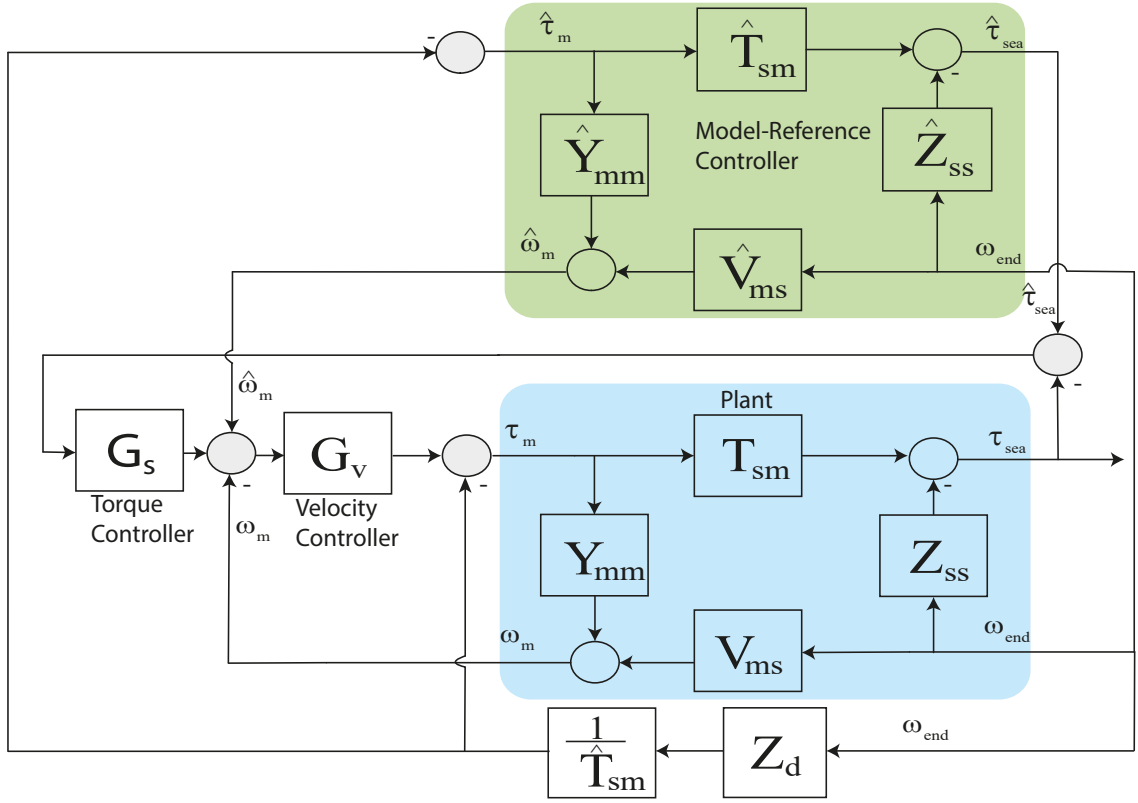 -
τ̂m
T̂sm
τ̂sea
-
Ŷmm
Model-Reference
Controller
Ẑss
ω̂m
V̂ms
ωend
τ̂sea
-
ω̂m
Plant
Gs
Gv
τm
Tsm
τsea
-
-
-
Torque
Controller
Velocity
Controller
ωm
Ymm
Zss
ωm
Vms
ωend
1
T̂sm
Zd
ωend